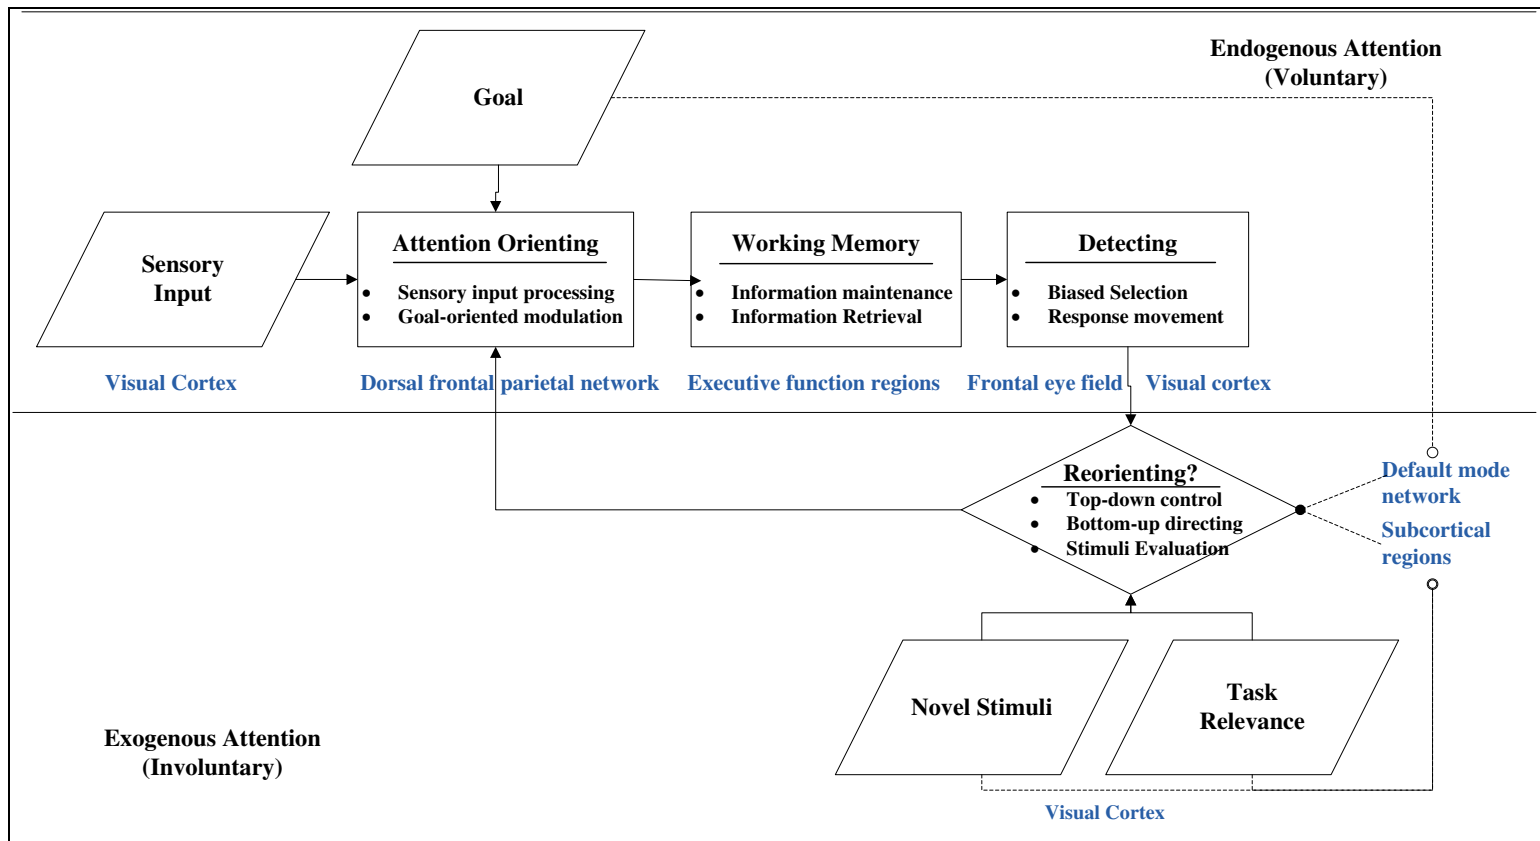 Endogenous Attention
(Voluntary)
Goal
Sensory
Input
Attention Orienting
• Sensory input processing
• Goal-oriented modulation
Working Memory
• Information maintenance
• Information Retrieval
Detecting
• Biased Selection
• Response movement
Visual Cortex
Dorsal frontal parietal network
Executive function regions
Frontal eye field
Visual cortex
Reorienting?
• Top-down control
• Bottom-up directing
• Stimuli Evaluation
Default mode
network
Subcortical
regions
Novel Stimuli
Task
Relevance
Exogenous Attention
(Involuntary)
Visual Cortex